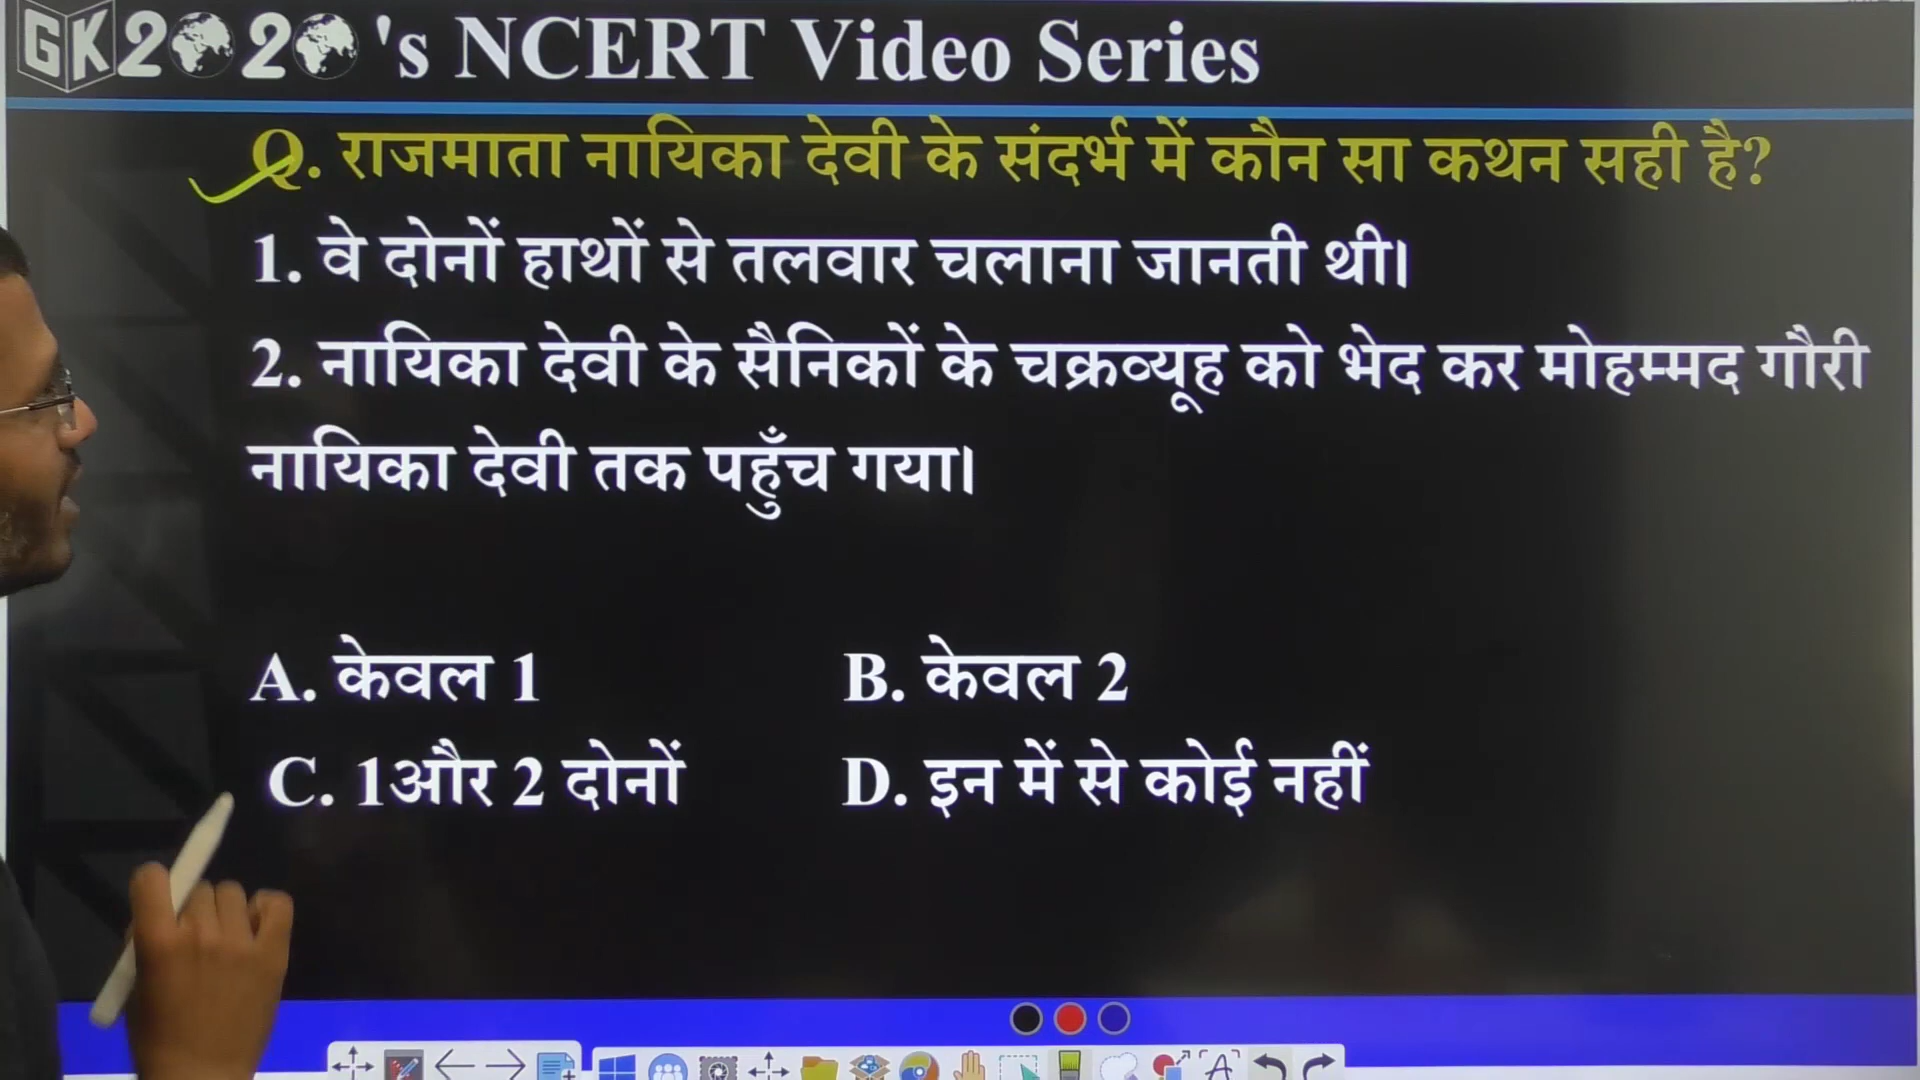 GK2020's NCERT Video Series
Q. राजमाता नायिका देवी के संदर्भ में कौन सा कथन सही है?
1. वे दोनों हाथों से तलवार चलाना जानती थी।
2. नायिका देवी के सैनिकों के चक्रव्यूह को भेद कर मोहम्मद गौरी
नायिका देवी तक पहुँच गया।
A. केवल 1
B. केवल 2
C. 1और 2 दोनों
D. इन में से कोई नहीं